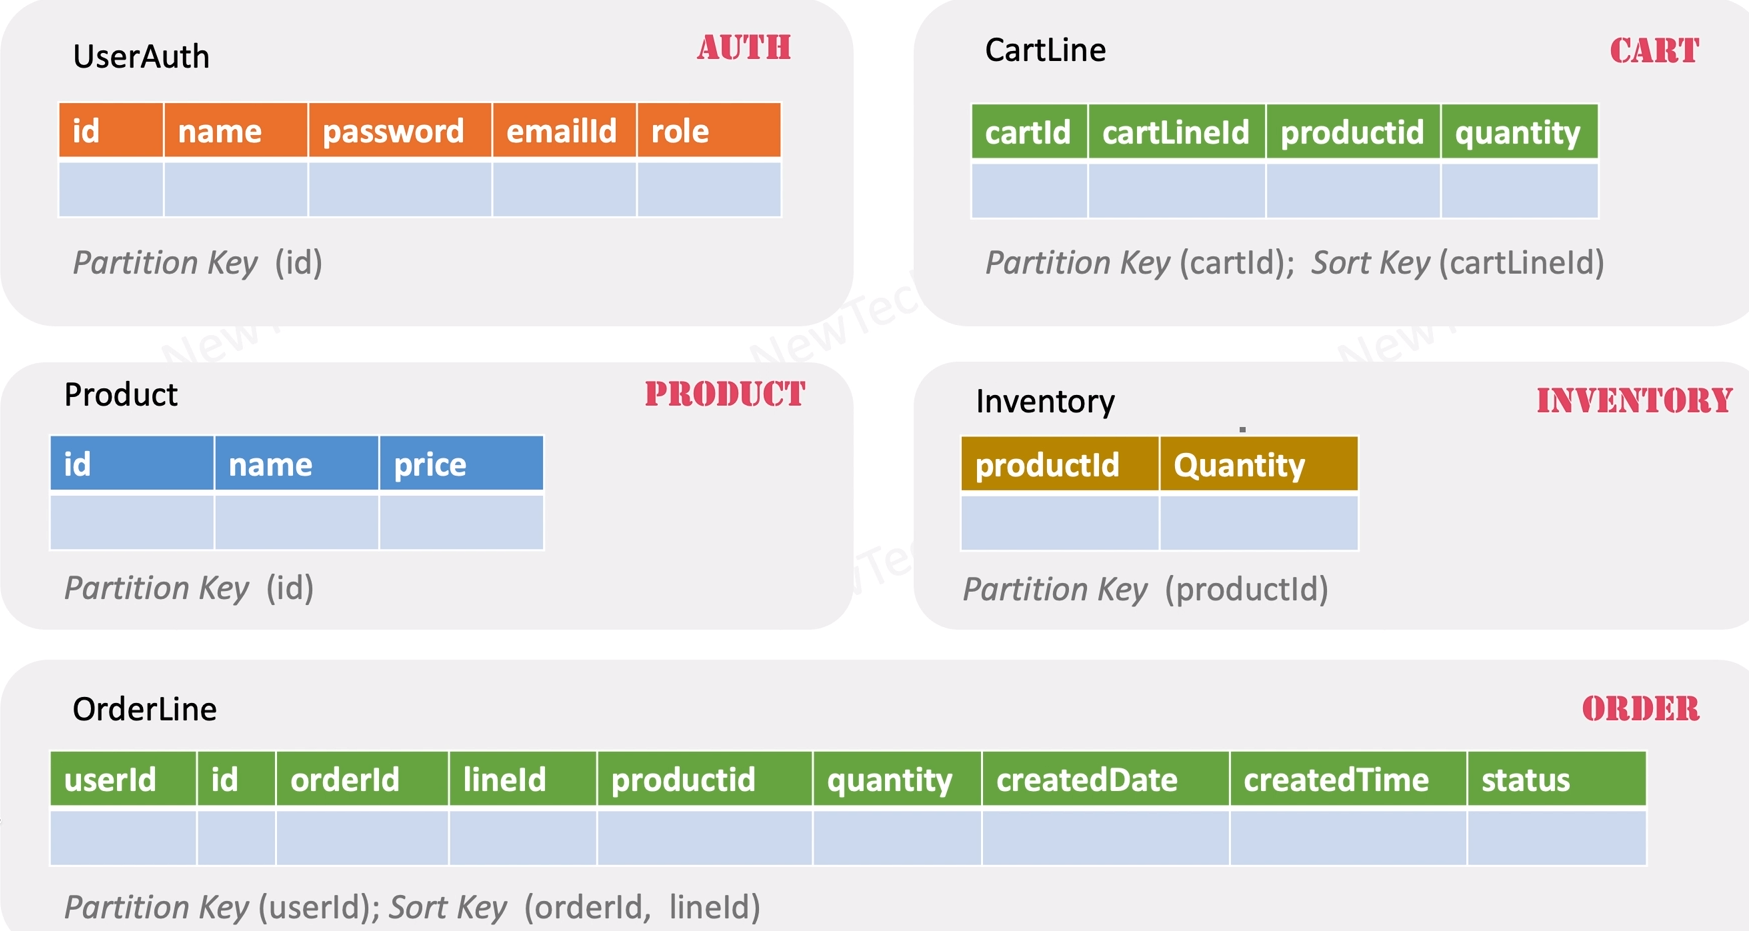 UserAuth
AUTH
id name password emailId role
Partition Key (id)
CartLine
CART
cartId cartLineId productid quantity
Partition Key (cartId); Sort Key (cartLineId)
Product
PRODUCT
id name price
Partition Key (id)
Inventory
INVENTORY
productId Quantity
Partition Key (productId)
OrderLine
ORDER
userId id orderId lineId productid quantity createdDate createdTime status
Partition Key (userId); Sort Key (orderId, lineId)